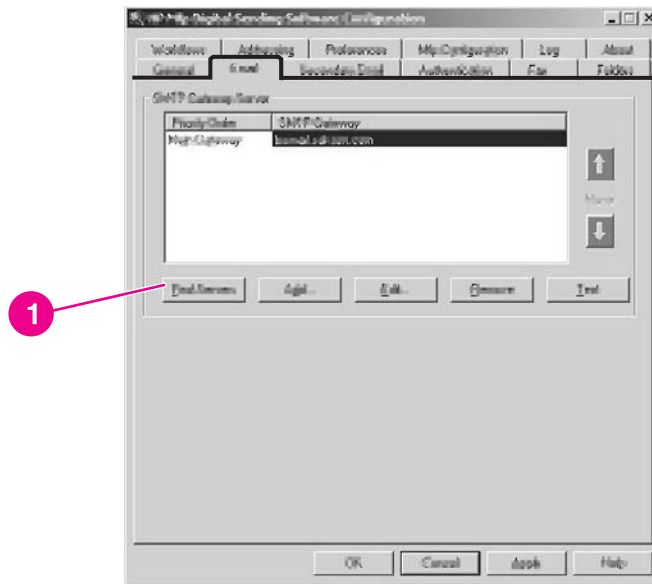 HP Mfp Digital Sending Software Configuration
Workflows Addressing Preferences Mfp Configuration Log About
General Email Secondary Email Authentication Fax Folders
SMTP Gateway Server
Priority Order SMTP Gateway
Main Gateway
Move
1
Find Servers Add... Edit... Remove Test
OK Cancel Apply Help